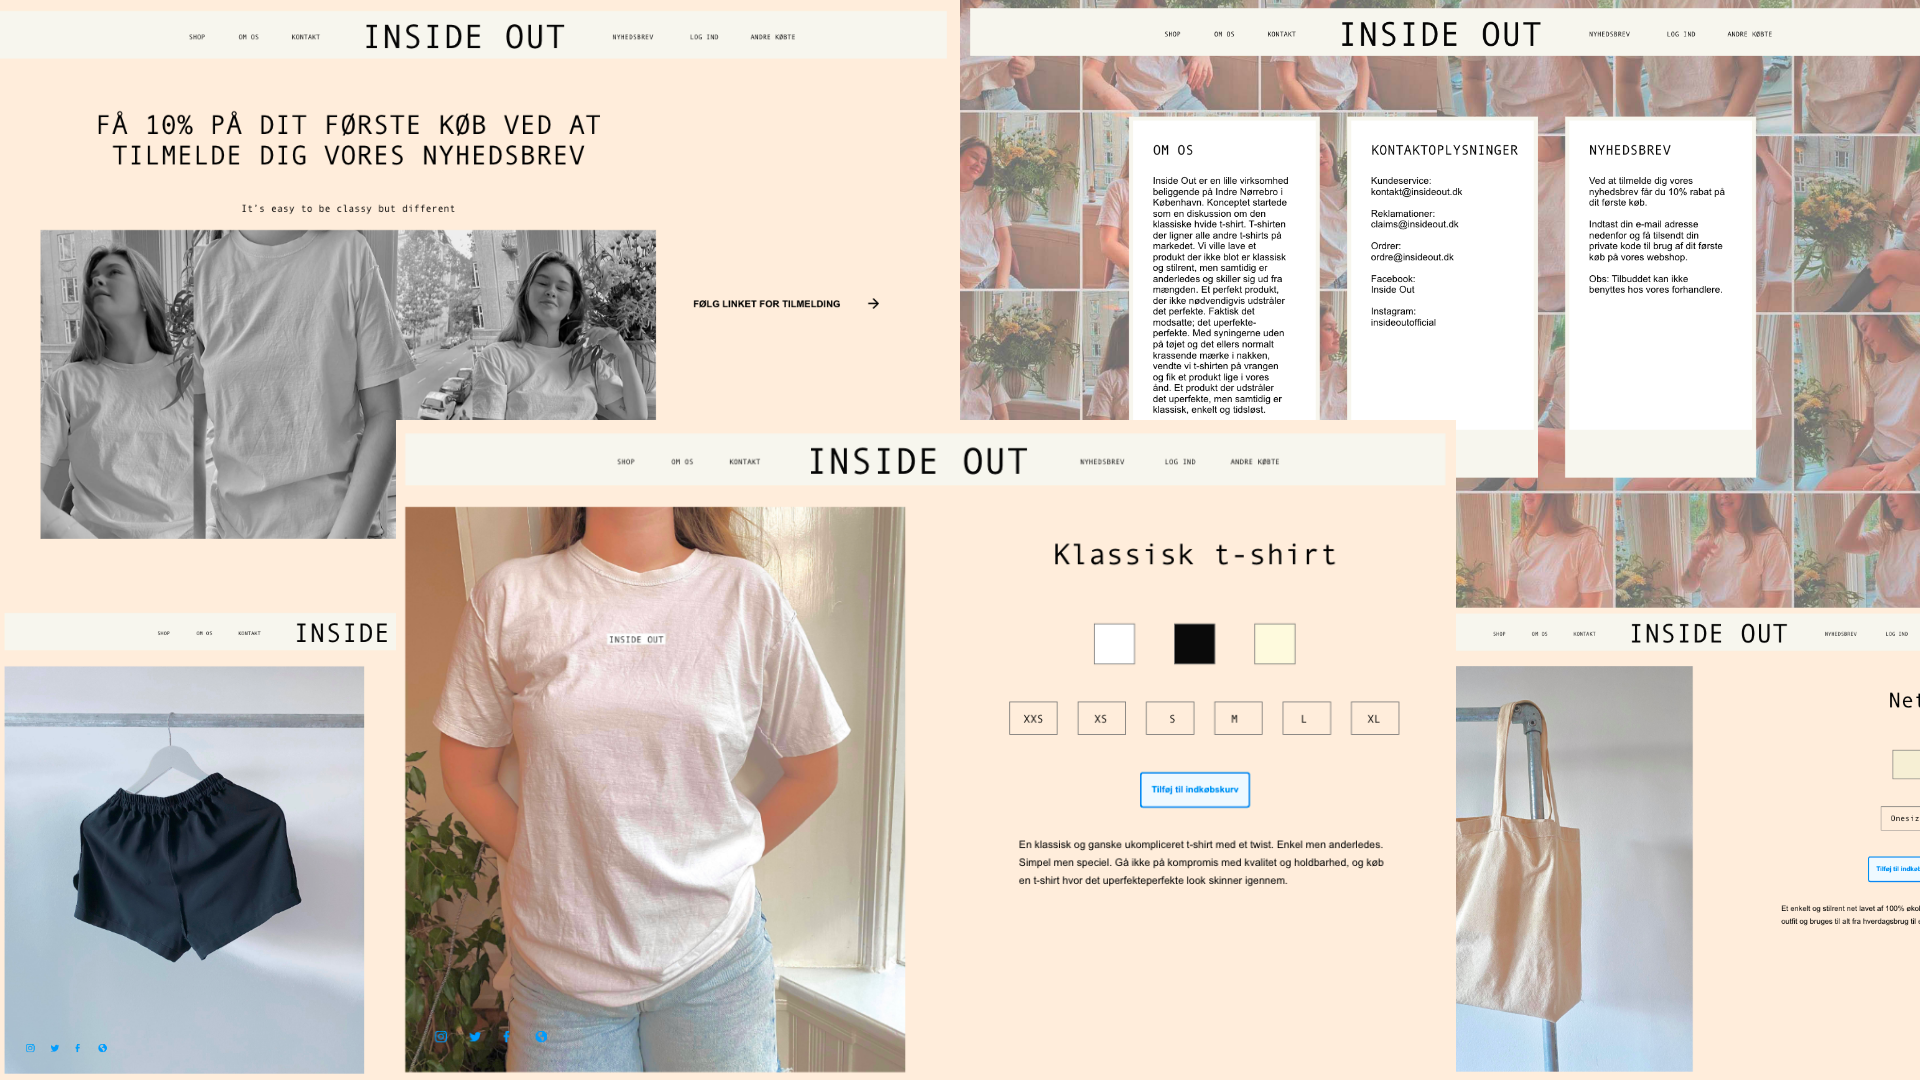 SHOP OM OS KONTAKT INSIDE OUT NYHEDSBREV LOG IND ANDRE KØBTE
FÅ 10% PÅ DIT FØRSTE KØB VED AT
TILMELDE DIG VORES NYHEDSBREV
It's easy to be classy but different
FØLG LINKET FOR TILMELDING
SHOP OM OS KONTAKT INSIDE OUT NYHEDSBREV LOG IND ANDRE KØBTE
OM OS
Inside Out er en lille virksomhed
beliggende på Indre Nørrebro i
København. Konceptet startede
som en diskussion om den
klassiske hvide t-shirt. T-shirten
der ligner alle andre t-shirts på
markedet. Vi ville lave et
produkt der ikke blot er klassisk
og stilrent, men samtidig er
anderledes og skiller sig ud fra
mængden. Et perfekt produkt,
der ikke nødvendigvis udstråler
det perfekte. Faktisk det
modsatte; det uperfekte-
perfekte. Med syningerne uden
på tøjet og det ellers normalt
krassende mærke i nakken,
vendte vi t-shirten på vrangen
og fik et produkt lige i vores
ånd. Et produkt der udstråler
det uperfekte, men samtidig er
klassisk, enkelt og tidsløst.
KONTAKTOPLYSNINGER
Kundeservice:
kontakt@insideout.dk
Reklamationer:
claims@insideout.dk
Ordrer:
ordre@insideout.dk
Facebook:
Inside Out
Instagram:
insideoutofficial
NYHEDSBREV
Ved at tilmelde dig vores
nyhedsbrev får du 10% rabat på
dit første køb.
Indtast din e-mail adresse
nedenfor og få tilsendt din
private kode til brug af dit første
køb på vores webshop.
Obs: Tilbuddet kan ikke
benyttes hos vores forhandlere.
SHOP OM OS KONTAKT INSIDE OUT NYHEDSBREV LOG IND ANDRE KØBTE
INSIDE OUT
Klassisk t-shirt
XXS XS S M L XL
Tilføj til indkøbskurv
En klassisk og ganske ukompliceret t-shirt med et twist. Enkel men anderledes.
Simpel men speciel. Gå ikke på kompromis med kvalitet og holdbarhed, og køb
en t-shirt hvor det uperfekteperfekte look skinner igennem.
SHOP OM OS KONTAKT INSIDE
SHOP OM OS KONTAKT INSIDE OUT NYHEDSBREV LOG IND
Net
Onesiz
Tilføj til indkøb
Et enkelt og stilrent net lavet af 100% økol
outfit og bruges til alt fra hverdagsbrug til